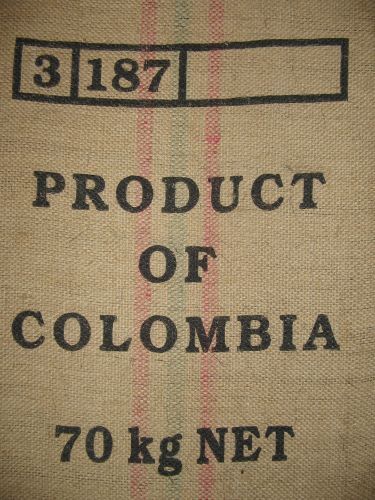 3 187
PRODUCT
OF
COLOMBIA
70 kg NET